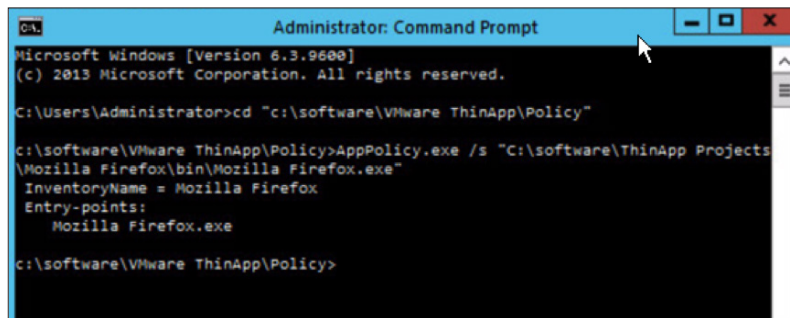 Administrator: Command Prompt
Microsoft Windows [Version 6.3.9600]
(c) 2013 Microsoft Corporation. All rights reserved.
C:\Users\Administrator>cd "c:\software\VMware ThinApp\Policy"
c:\software\VMware ThinApp\Policy>AppPolicy.exe /s "C:\software\ThinApp Projects
\Mozilla Firefox\bin\Mozilla Firefox.exe"
InventoryName = Mozilla Firefox
Entry-points:
Mozilla Firefox.exe
c:\software\VMware ThinApp\Policy>